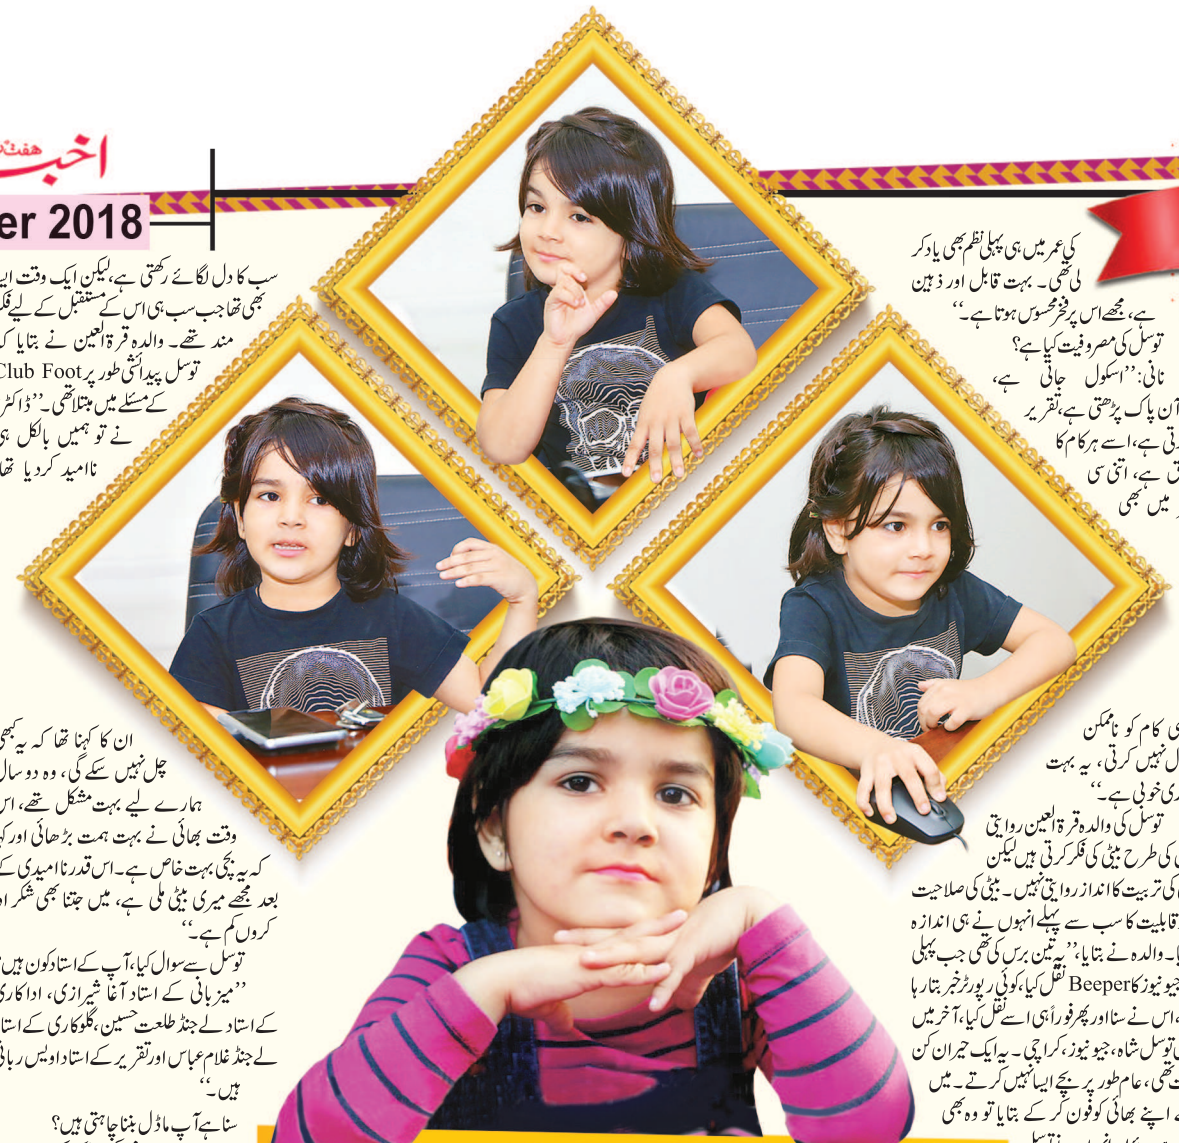 اخبار
ہفت
er 2018
کی عمر میں ہی پہلی نظم بھی یاد کر
لی تھی۔ بہت قابل اور ذہین
ہے، مجھے اس پر فخر محسوس ہوتا ہے۔‘‘
توسل کی مصروفیت کیا ہے؟
نانی: ’’اسکول جاتی ہے،
آن پاک پڑھتی ہے، تقریر
تی ہے، اسے ہر کام کا
ق ہے، اتنی سی
میں بھی
ی کام کو ناممکن
ل نہیں کرتی، یہ بہت
ری خوبی ہے۔‘‘
توسل کی والدہ قرۃ العین روایتی
کی طرح بیٹی کی فکر کرتی ہیں لیکن
کی تربیت کا انداز روایتی نہیں۔ بیٹی کی صلاحیت
قابلیت کا سب سے پہلے انہوں نے ہی اندازہ
یا۔ والدہ نے بتایا، ’’یہ تین برس کی تھی جب پہلی
جیو نیوز کا Beeper نقل کیا، کوئی رپورٹر خبر بتا رہا
، اس نے سنا اور پھر فوراً ہی اسے نقل کیا، آخر میں
توسل شاہ، جیو نیوز، کراچی۔ یہ ایک حیران کن
ت تھی، عام طور پر بچے ایسا نہیں کرتے۔ میں
اپنے بھائی کو فون کر کے بتایا تو وہ بھی
سب کا دل لگائے رکھتی ہے، لیکن ایک وقت ایسا
بھی تھا جب سب ہی اس کے مستقبل کے لیے فکر
مند تھے۔ والدہ قرۃ العین نے بتایا کہ
توسل پیدائشی طور پر Club Foot
کے مسئلے میں مبتلا تھی۔ ’’ڈاکٹر
نے تو ہمیں بالکل ہی
ناامید کر دیا تھا
ان کا کہنا تھا کہ یہ کبھی
چل نہیں سکے گی، وہ دو سال
ہمارے لیے بہت مشکل تھے، اس
وقت بھائی نے بہت ہمت بڑھائی اور کہا
کہ یہ بچی بہت خاص ہے۔ اس قدر ناامیدی کے
بعد مجھے میری بیٹی ملی ہے، میں جتنا بھی شکر ادا
کروں کم ہے۔‘‘
توسل سے سوال کیا، آپ کے استاد کون ہیں؟
’’میزبانی کے استاد آغا شیرازی، اداکاری
کے استاد لے جنڈ طلعت حسین، گلوکاری کے استاد
لے جنڈ غلام عباس اور تقریر کے استاد اویس ربانی
ہیں۔‘‘
سنا ہے آپ ماڈل بننا چاہتی ہیں؟